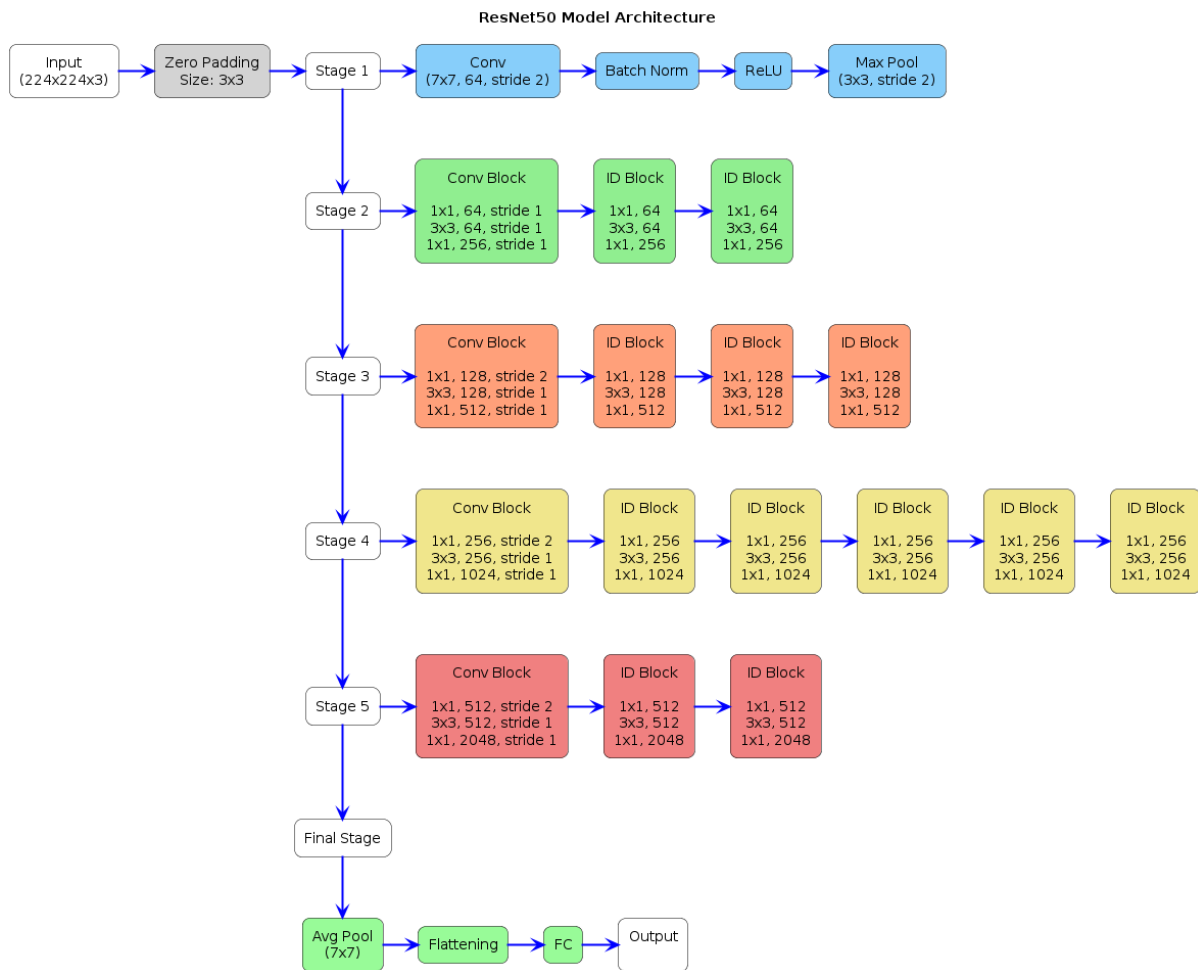 ResNet50 Model Architecture
Input
(224x224x3)
Zero Padding
Size: 3x3
Stage 1
Conv
(7x7, 64, stride 2)
Batch Norm
ReLU
Max Pool
(3x3, stride 2)
Stage 2
Conv Block
1x1, 64, stride 1
3x3, 64, stride 1
1x1, 256, stride 1
ID Block
1x1, 64
3x3, 64
1x1, 256
ID Block
1x1, 64
3x3, 64
1x1, 256
Stage 3
Conv Block
1x1, 128, stride 2
3x3, 128, stride 1
1x1, 512, stride 1
ID Block
1x1, 128
3x3, 128
1x1, 512
ID Block
1x1, 128
3x3, 128
1x1, 512
ID Block
1x1, 128
3x3, 128
1x1, 512
Stage 4
Conv Block
1x1, 256, stride 2
3x3, 256, stride 1
1x1, 1024, stride 1
ID Block
1x1, 256
3x3, 256
1x1, 1024
ID Block
1x1, 256
3x3, 256
1x1, 1024
ID Block
1x1, 256
3x3, 256
1x1, 1024
ID Block
1x1, 256
3x3, 256
1x1, 1024
ID Block
1x1, 256
3x3, 256
1x1, 1024
Stage 5
Conv Block
1x1, 512, stride 2
3x3, 512, stride 1
1x1, 2048, stride 1
ID Block
1x1, 512
3x3, 512
1x1, 2048
ID Block
1x1, 512
3x3, 512
1x1, 2048
Final Stage
Avg Pool
(7x7)
Flattening
FC
Output